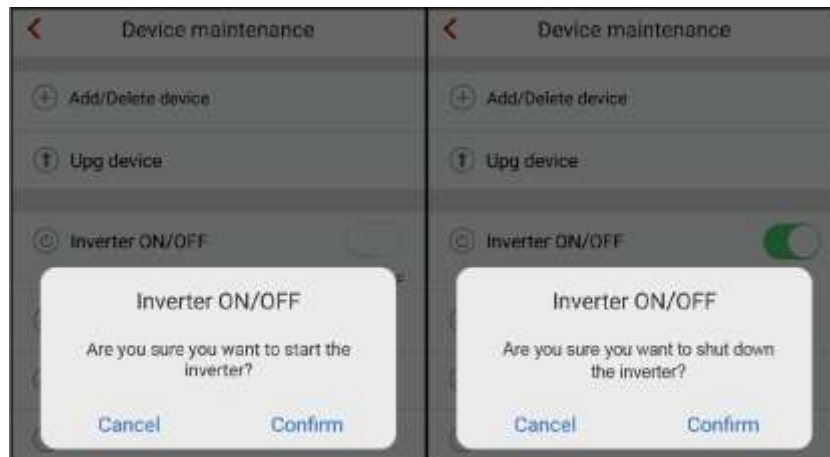 Device maintenance
Add/Delete device
Upg device
Inverter ON/OFF
Inverter ON/OFF
Are you sure you want to start the
inverter?
Cancel Confirm
Device maintenance
Add/Delete device
Upg device
Inverter ON/OFF
Inverter ON/OFF
Are you sure you want to shut down
the inverter?
Cancel Confirm